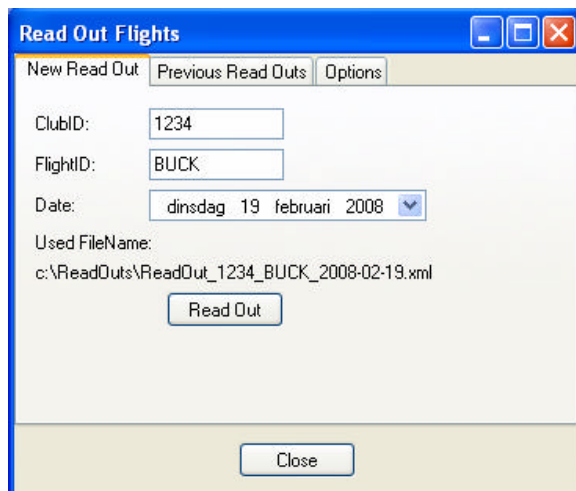 Read Out Flights
New Read Out Previous Read Outs Options
ClubID: 1234
FlightID: BUCK
Date: dinsdag 19 februari 2008
Used FileName:
c:\ReadOuts\ReadOut_1234_BUCK_2008-02-19.xml
Read Out
Close